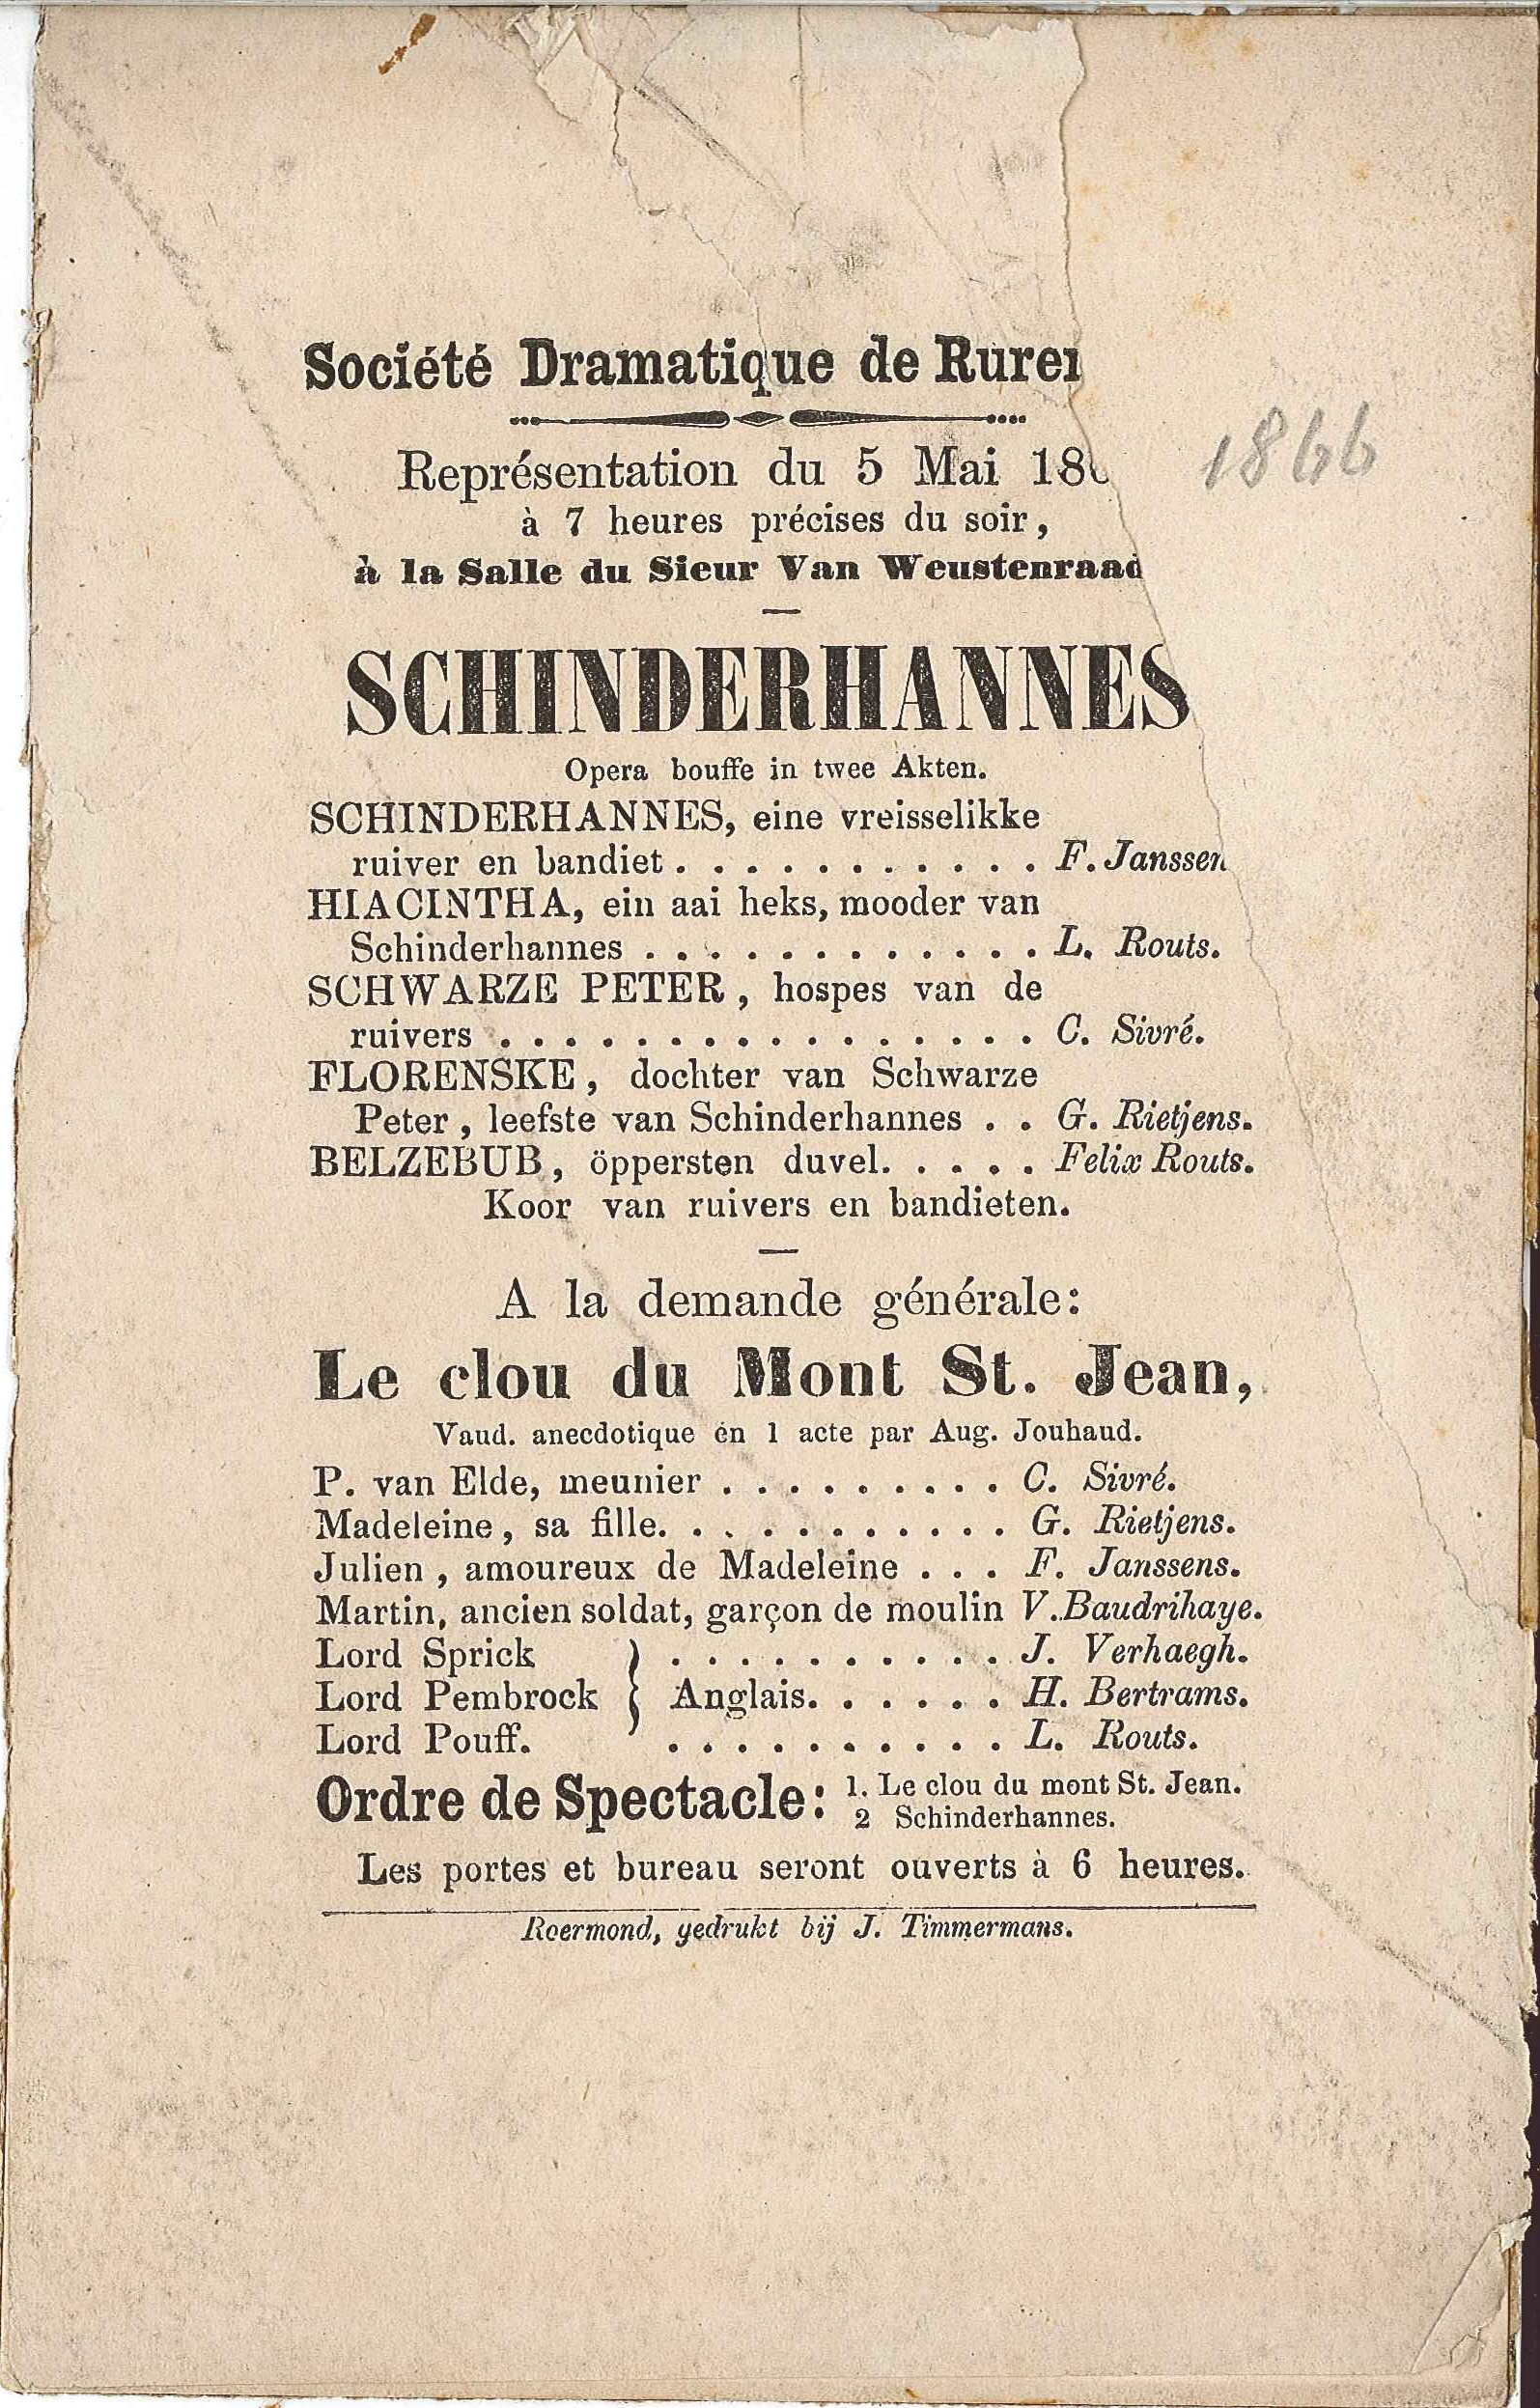 Société Dramatique de Rurer
Représentation du 5 Mai 18
1866
à 7 heures précises du soir,
à la Salle du Sieur Van Weustenraad
SCHINDERHANNES
Opera bouffe in twee Akten.
SCHINDERHANNES, eine vreisselikke
ruiver en bandiet . . . . . . . . . . . F. Janssen
HIACINTHA, ein aai heks, mooder van
Schinderhannes . . . . . . . . . . . . L. Routs.
SCHWARZE PETER, hospes van de
ruivers . . . . . . . . . . . . . . . . C. Sivré.
FLORENSKE, dochter van Schwarze
Peter, leefste van Schinderhannes . . G. Rietjens.
BELZEBUB, öppersten duvel. . . . . Felix Routs.
Koor van ruivers en bandieten.
A la demande générale:
Le clou du Mont St. Jean,
Vaud. anecdotique en 1 acte par Aug. Jouhaud.
P. van Elde, meunier . . . . . . . . . C. Sivré.
Madeleine, sa fille. . . . . . . . . . . G. Rietjens.
Julien, amoureux de Madeleine . . . F. Janssens.
Martin, ancien soldat, garçon de moulin V. Baudrihaye.
Lord Sprick } . . . . . . . . . . J. Verhaegh.
Lord Pembrock } Anglais. . . . . . H. Bertrams.
Lord Pouff. . . . . . . . . . . L. Routs.
Ordre de Spectacle: 1. Le clou du mont St. Jean.
2 Schinderhannes.
Les portes et bureau seront ouverts à 6 heures.
Roermond, gedrukt bij J. Timmermans.